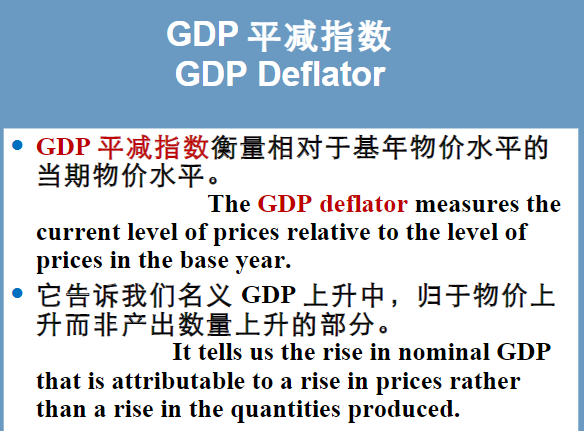 GDP 平减指数
GDP Deflator
• GDP 平减指数衡量相对于基年物价水平的
当期物价水平。
The GDP deflator measures the
current level of prices relative to the level of
prices in the base year.
• 它告诉我们名义 GDP 上升中，归于物价上
升而非产出数量上升的部分。
It tells us the rise in nominal GDP
that is attributable to a rise in prices rather
than a rise in the quantities produced.